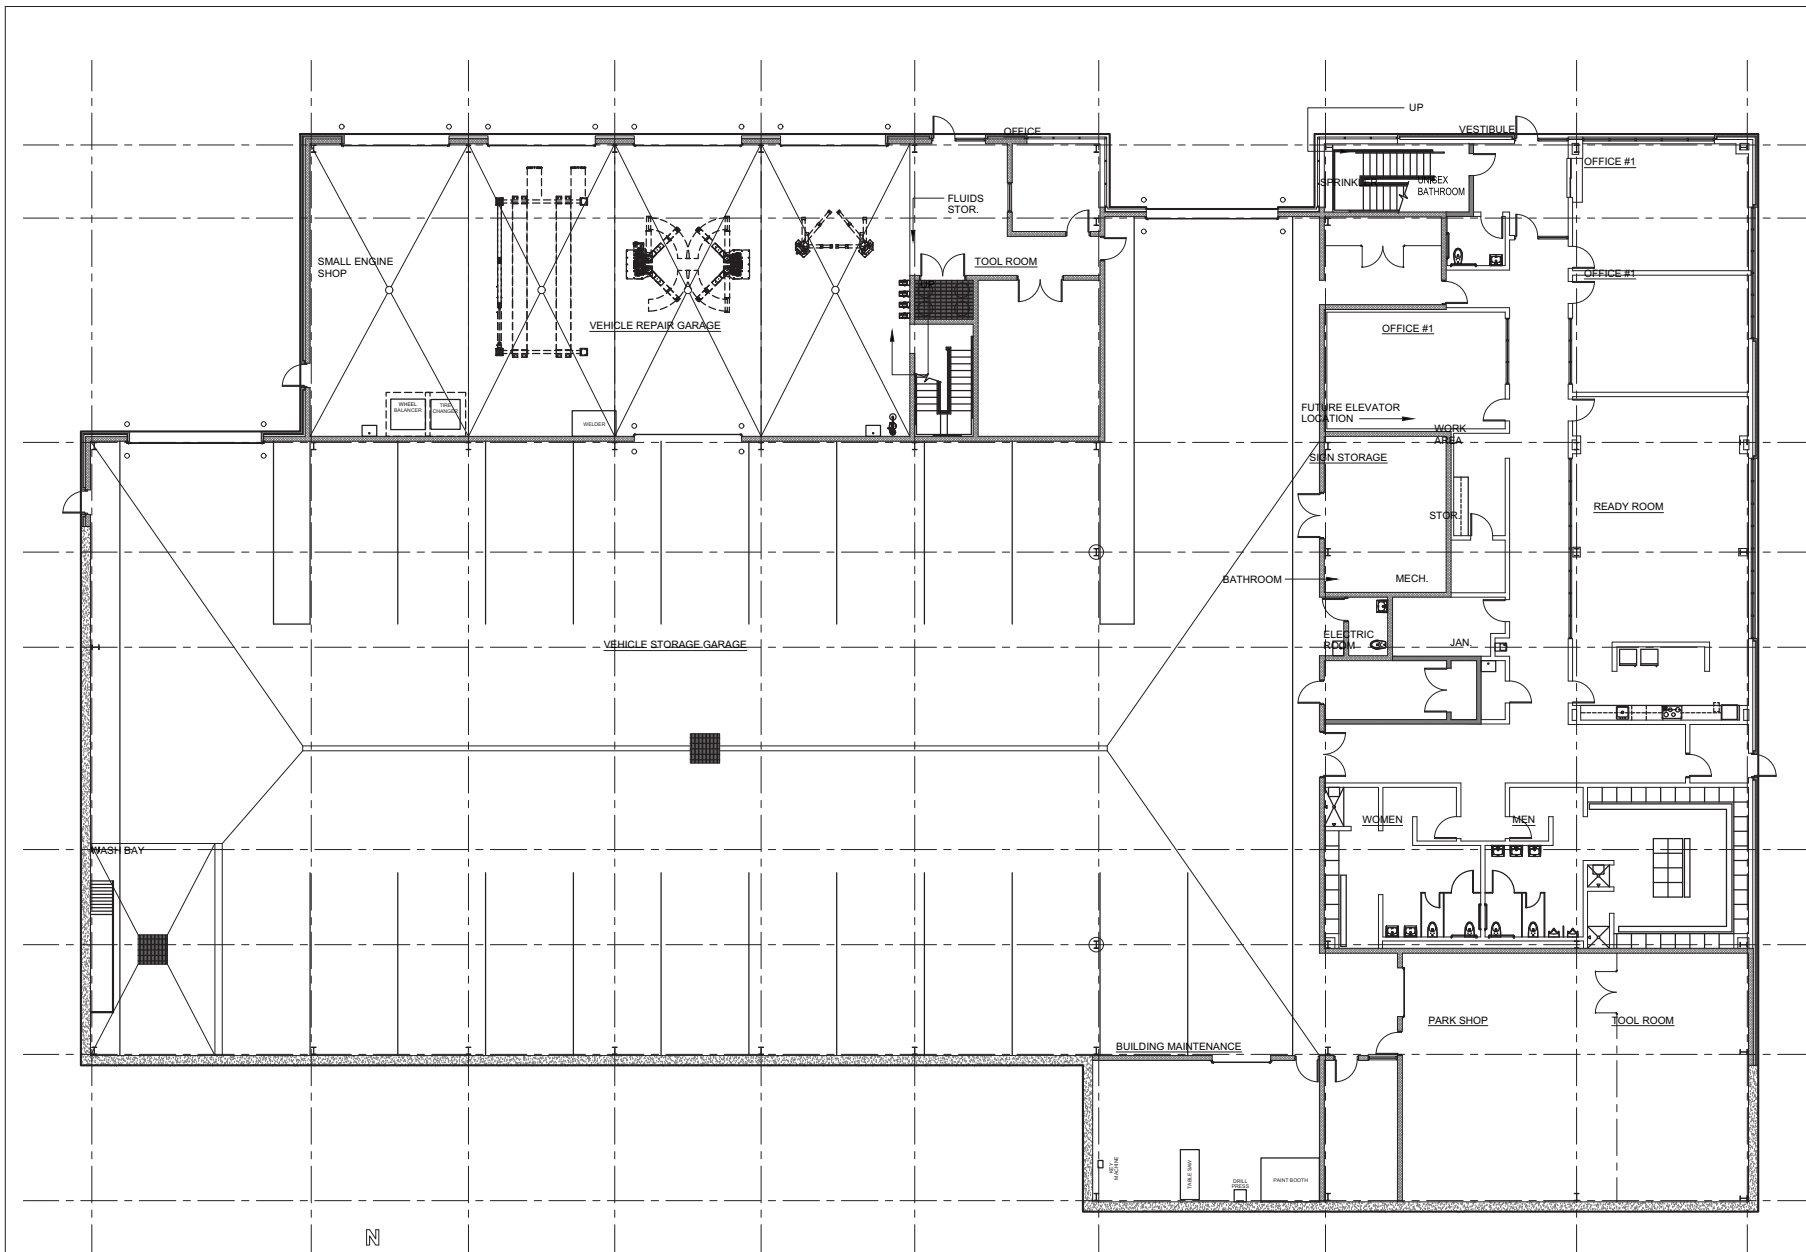 UP
OFFICE
VESTIBULE
OFFICE #1
SPRINKLER
UNISEX
BATHROOM
FLUIDS
STOR.
SMALL ENGINE
SHOP
TOOL ROOM
OFFICE #1
UP
VEHICLE REPAIR GARAGE
OFFICE #1
WHEEL
BALANCER
TIRE
CHANGER
WELDER
FUTURE ELEVATOR
LOCATION
WORK
AREA
SIGN STORAGE
READY ROOM
STOR.
BATHROOM
MECH.
ELECTRIC
ROOM
JAN.
VEHICLE STORAGE GARAGE
WASH BAY
WOMEN
MEN
PARK SHOP
TOOL ROOM
BUILDING MAINTENANCE
KEY
MACHINE
TABLE SAW
DRILL
PRESS
PAINT BOOTH
N